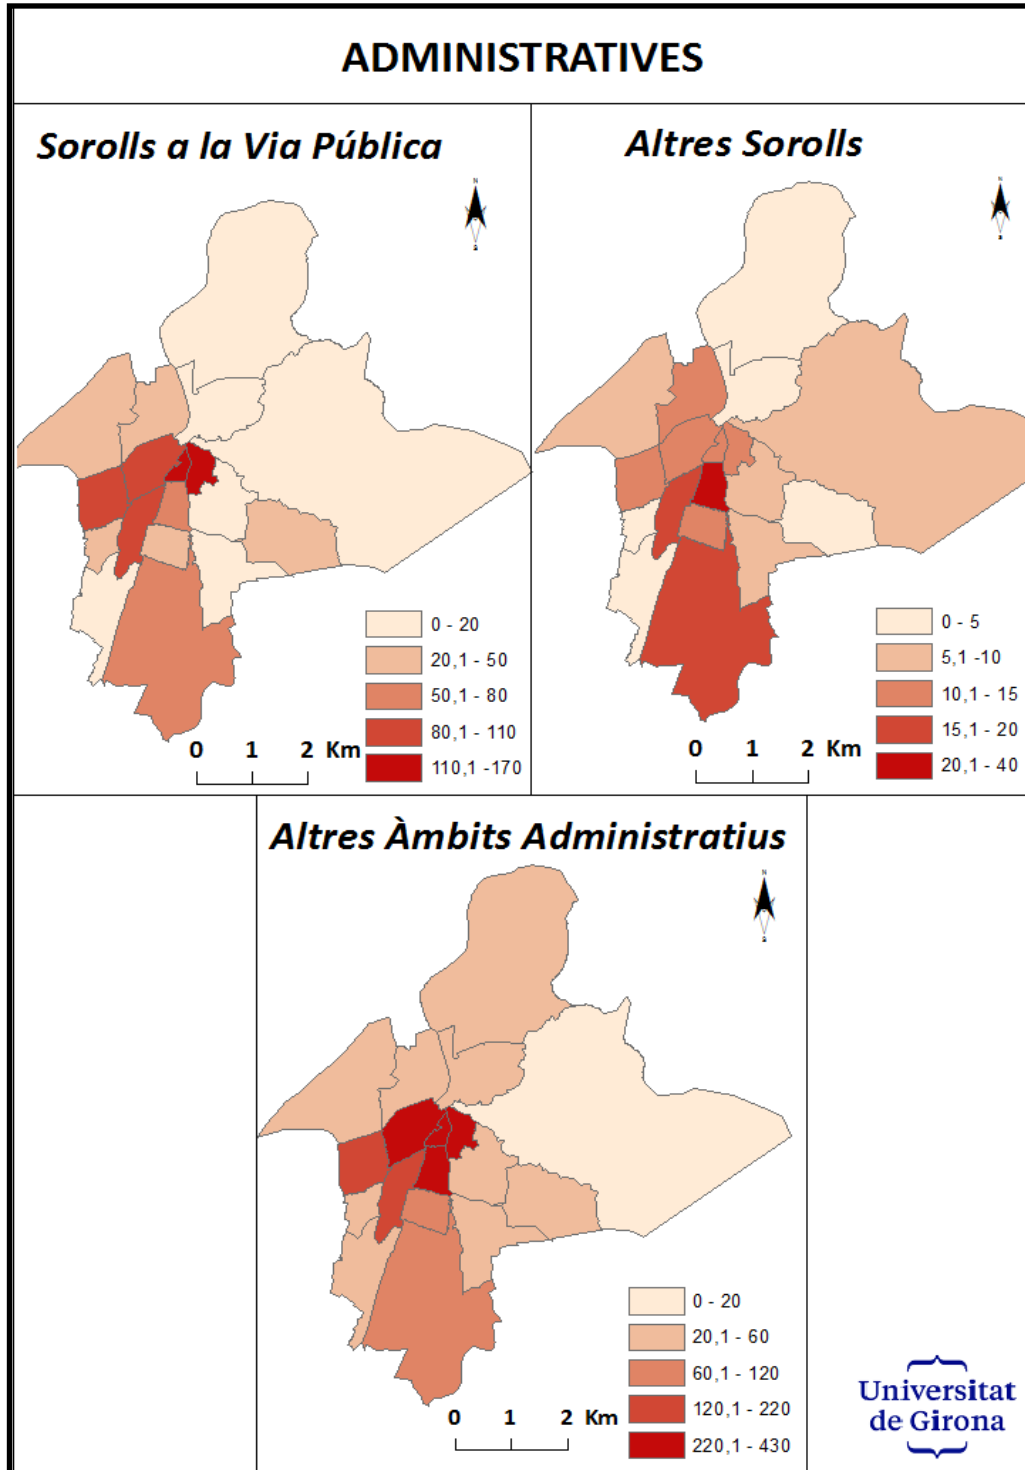 ADMINISTRATIVES
Sorolls a la Via Pública
N
S
0 - 20
20,1 - 50
50,1 - 80
80,1 - 110
110,1 -170
0 1 2 Km
Altres Sorolls
N
S
0 - 5
5,1 -10
10,1 - 15
15,1 - 20
20,1 - 40
0 1 2 Km
Altres Àmbits Administratius
N
S
0 - 20
20,1 - 60
60,1 - 120
120,1 - 220
220,1 - 430
0 1 2 Km
Universitat
de Girona